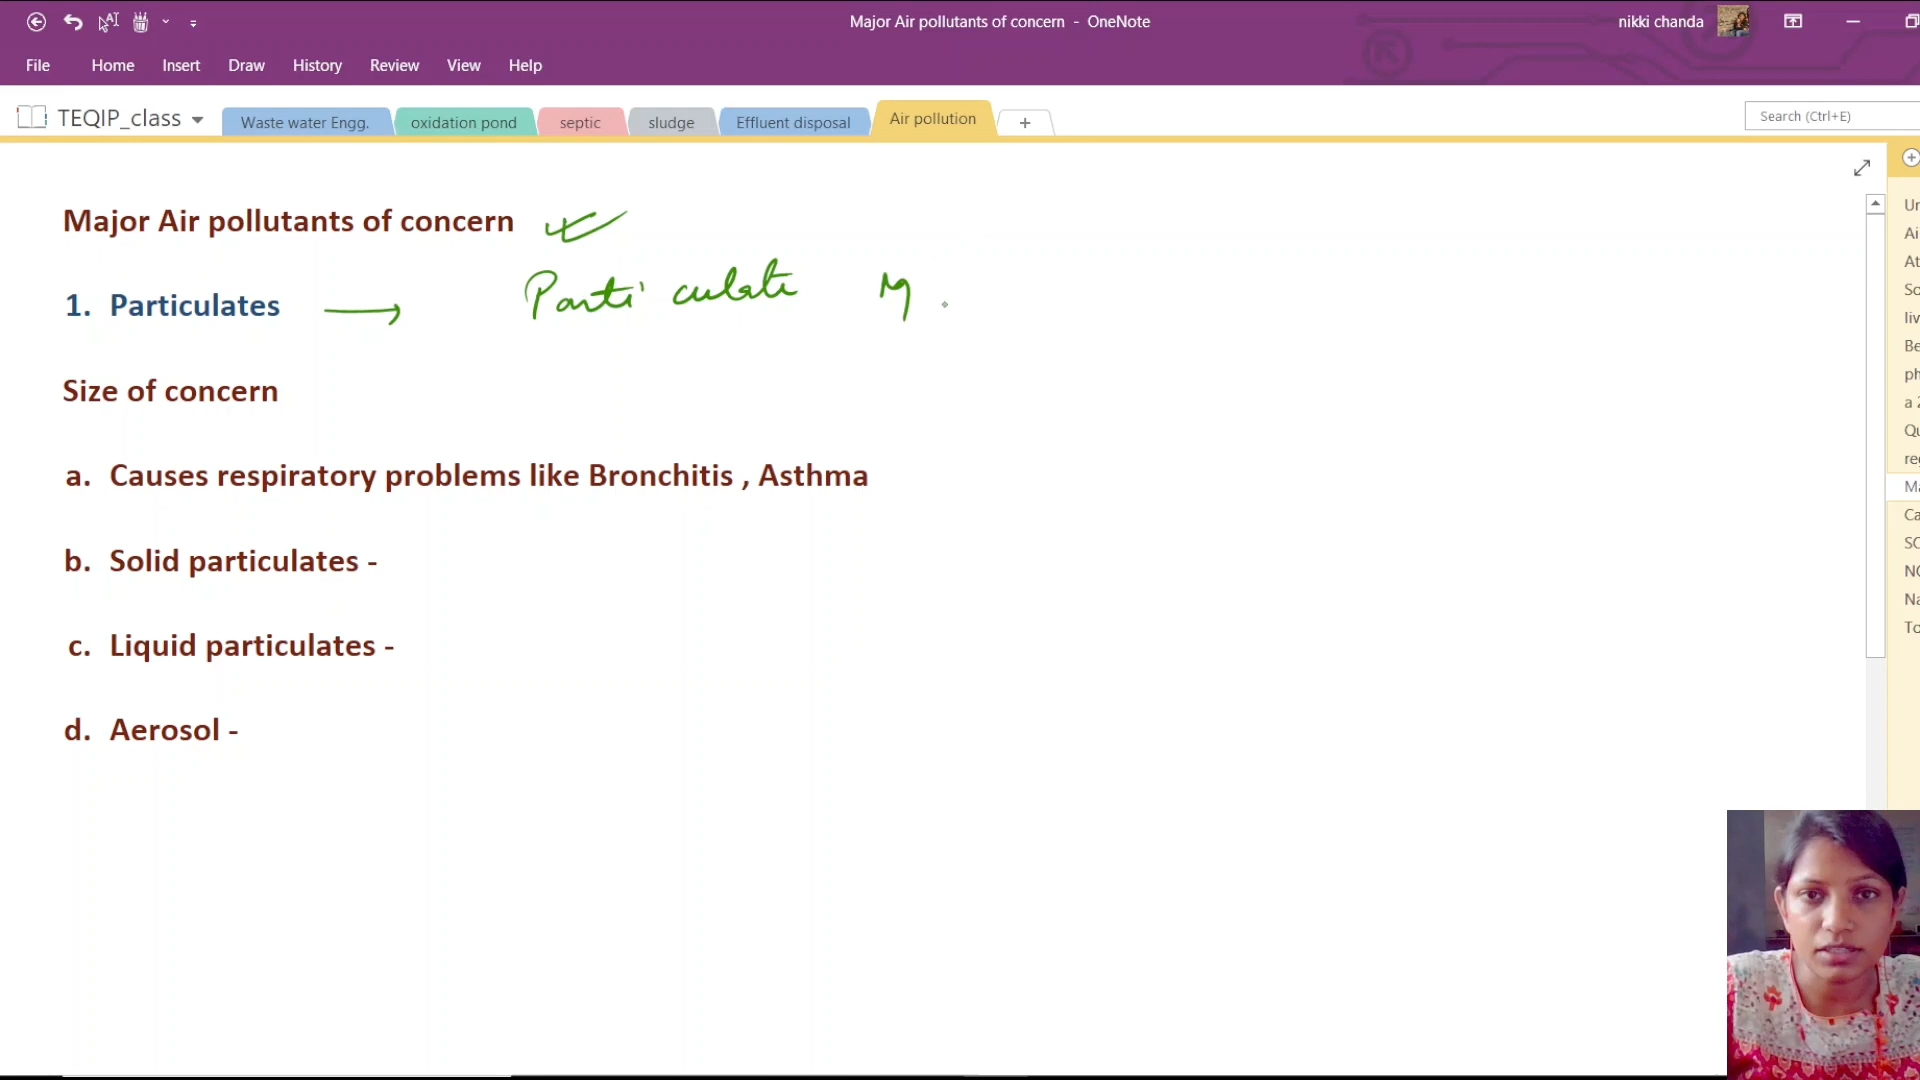 Major Air pollutants of concern - OneNote
nikki chanda
File Home Insert Draw History Review View Help
TEQIP_class
Waste water Engg. oxidation pond septic sludge Effluent disposal Air pollution +
Search (Ctrl+E)
Major Air pollutants of concern
1. Particulates → Particulate M
Size of concern
a. Causes respiratory problems like Bronchitis , Asthma
b. Solid particulates -
c. Liquid particulates -
d. Aerosol -